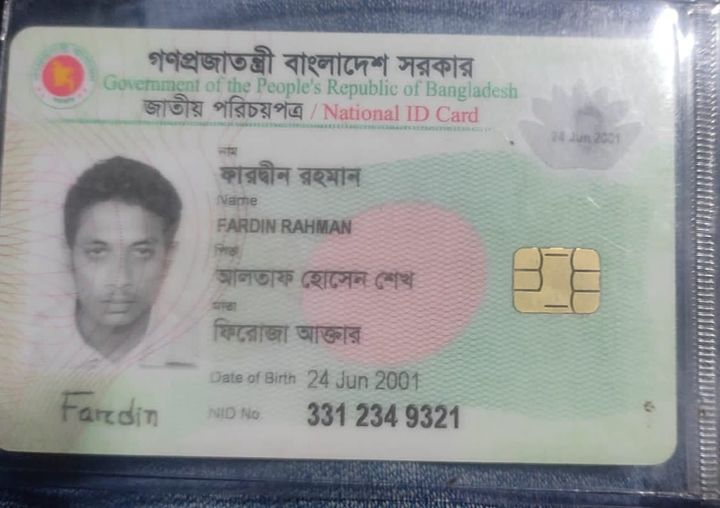 গণপ্রজাতন্ত্রী বাংলাদেশ সরকার
Government of the People's Republic of Bangladesh
জাতীয় পরিচয়পত্র / National ID Card
24 Jun 2001
নাম
ফারদ্বীন রহমান
Name
FARDIN RAHMAN
পিতা
আলতাফ হোসেন শেখ
মাতা
ফিরোজা আক্তার
Date of Birth 24 Jun 2001
Faredin
NID No. 331 234 9321